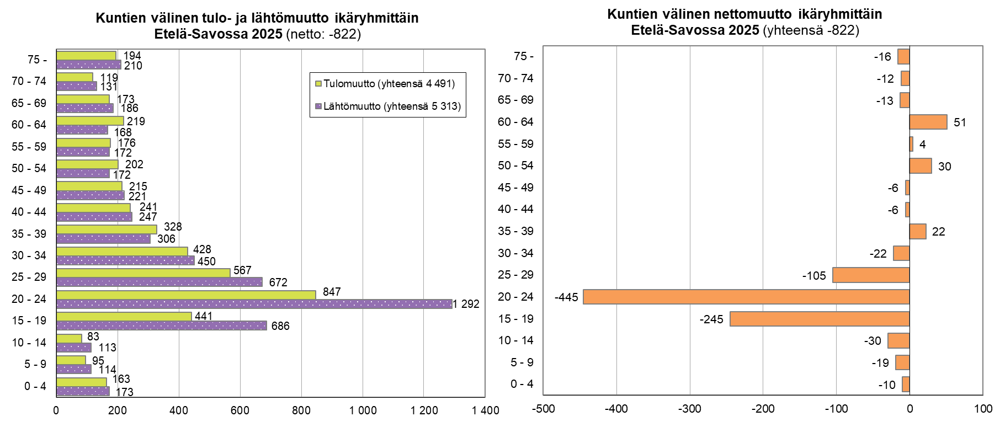 Kuntien välinen tulo- ja lähtömuutto ikäryhmittäin
Etelä-Savossa 2025 (netto: -822)
75 -
194
210
70 - 74
119
131
65 - 69
173
186
60 - 64
219
168
55 - 59
176
172
50 - 54
202
172
45 - 49
215
221
40 - 44
241
247
35 - 39
328
306
30 - 34
428
450
25 - 29
567
672
20 - 24
847
1 292
15 - 19
441
686
10 - 14
83
113
5 - 9
95
114
0 - 4
163
173
Tulomuutto (yhteensä 4 491)
Lähtömuutto (yhteensä 5 313)
0 200 400 600 800 1 000 1 200 1 400
Kuntien välinen nettomuutto ikäryhmittäin
Etelä-Savossa 2025 (yhteensä -822)
75 - -16
70 - 74 -12
65 - 69 -13
60 - 64 51
55 - 59 4
50 - 54 30
45 - 49 -6
40 - 44 -6
35 - 39 22
30 - 34 -22
25 - 29 -105
20 - 24 -445
15 - 19 -245
10 - 14 -30
5 - 9 -19
0 - 4 -10
-500 -400 -300 -200 -100 0 100